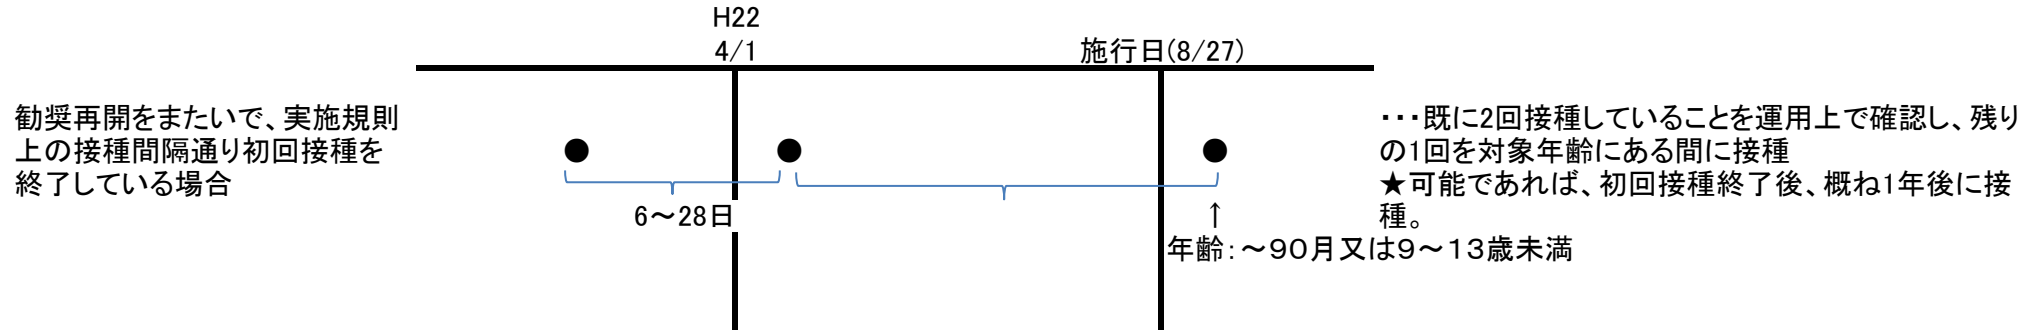 H22
4/1
施行日(8/27)
勧奨再開をまたいで、実施規則
上の接種間隔通り初回接種を
終了している場合
● ● ●
6～28日
↑
年齢:～90月又は9～13歳未満
・・・既に2回接種していることを運用上で確認し、残り
の1回を対象年齢にある間に接種
★可能であれば、初回接種終了後、概ね1年後に接
種。